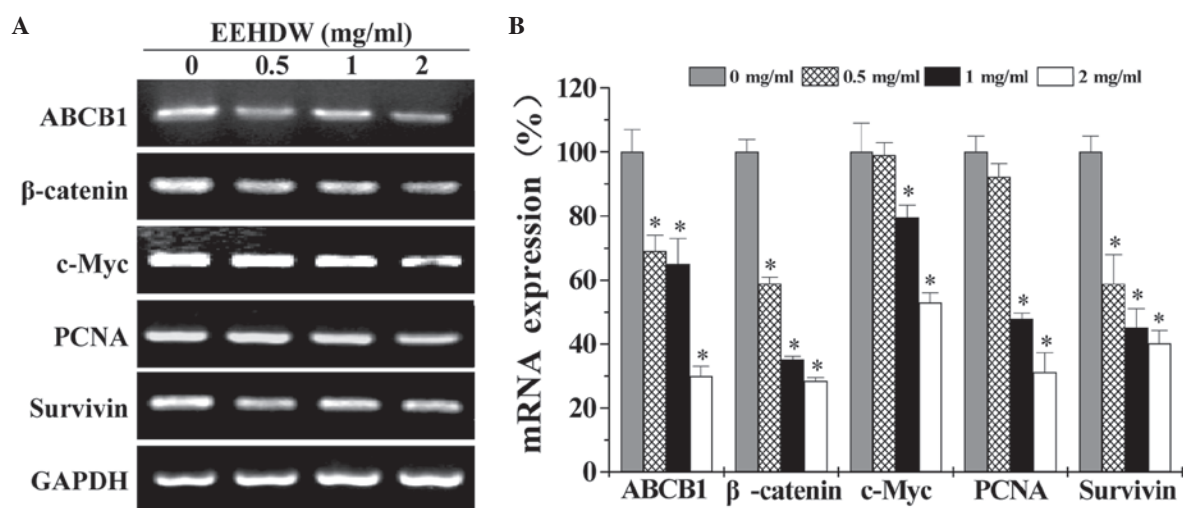 A
EEHDW (mg/ml)
0 0.5 1 2
ABCB1
β-catenin
c-Myc
PCNA
Survivin
GAPDH
B
0 mg/ml 0.5 mg/ml 1 mg/ml 2 mg/ml
mRNA expression (%)
120
100
80
60
40
20
0
* * *
* * *
* *
* *
* * *
ABCB1 β -catenin c-Myc PCNA Survivin